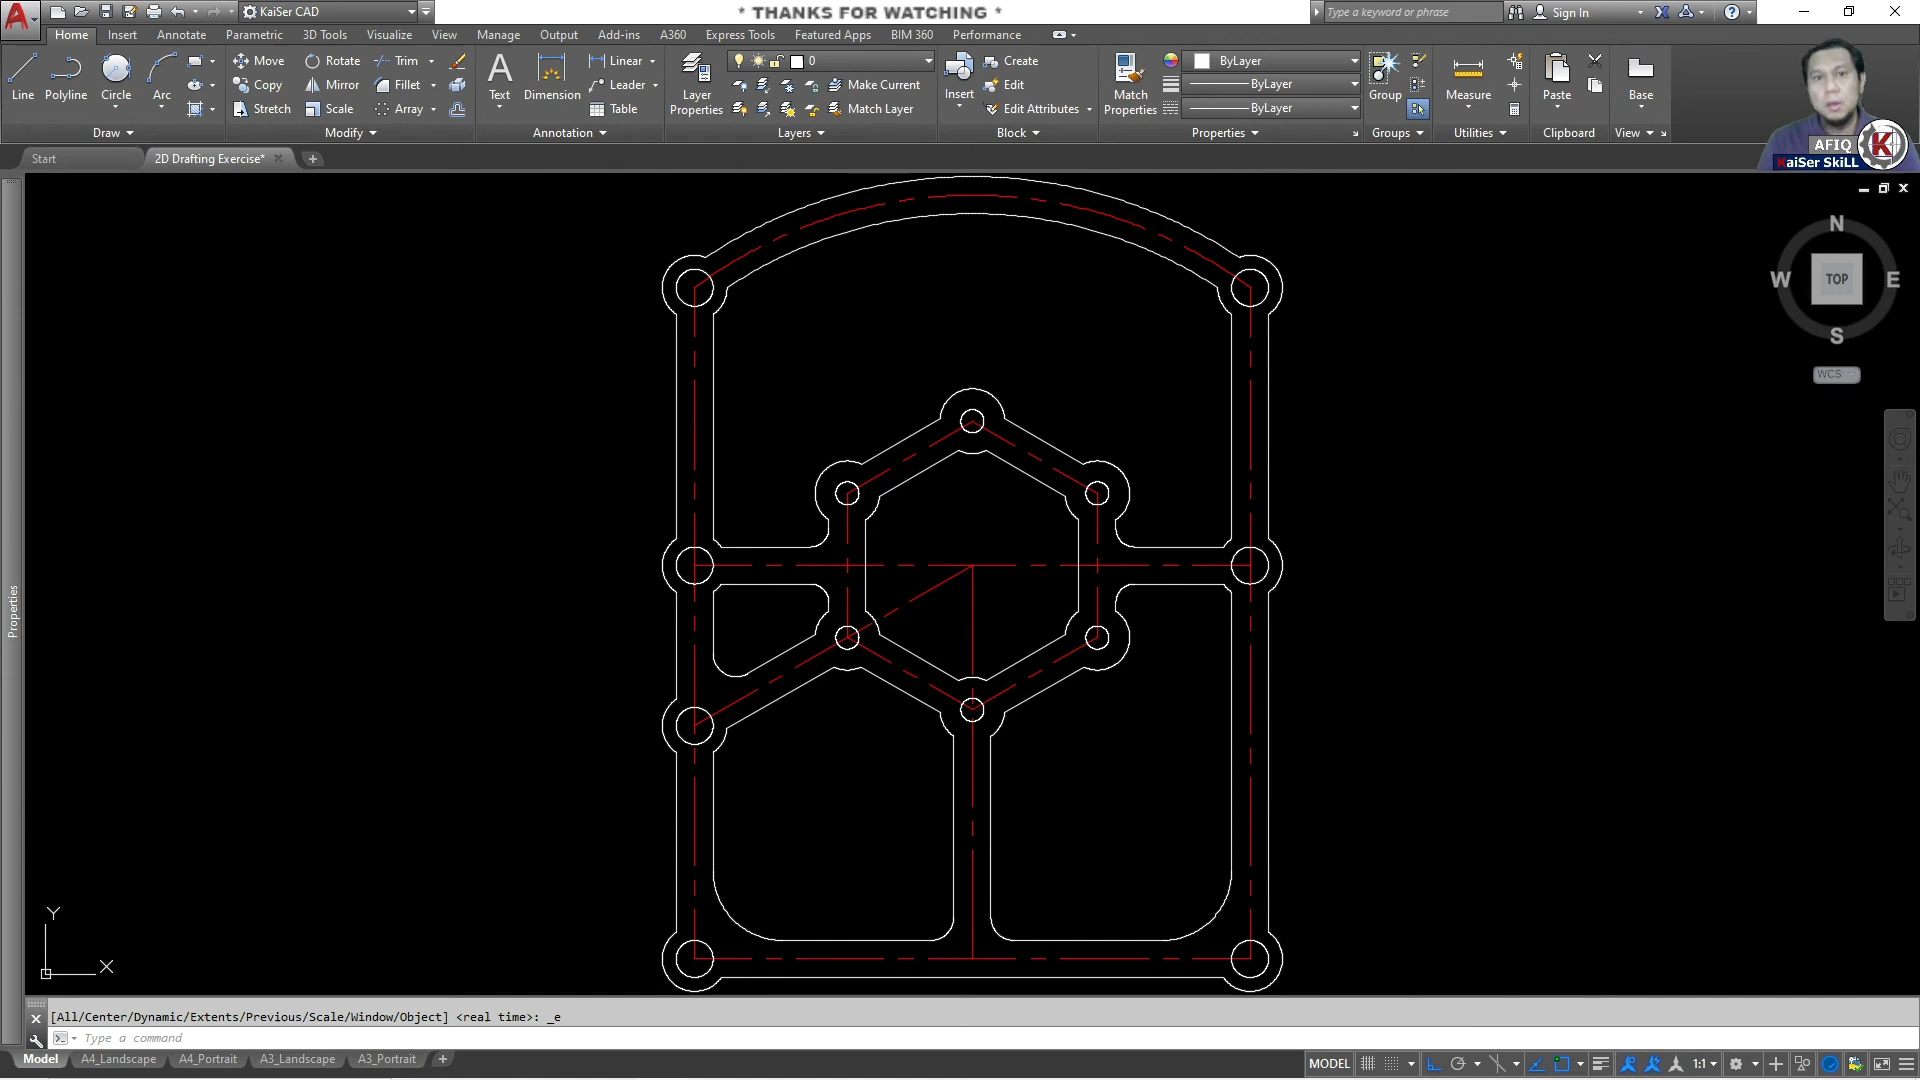 KaiSer CAD
* THANKS FOR WATCHING *
Type a keyword or phrase
Sign In
Home Insert Annotate Parametric 3D Tools Visualize View Manage Output Add-ins A360 Express Tools Featured Apps BIM 360 Performance
Line Polyline Circle Arc
Draw
Move Rotate Trim
Copy Mirror Fillet
Stretch Scale Array
Modify
Text Dimension
Linear
Leader
Table
Annotation
Layer Properties
0
Make Current
Match Layer
Layers
Insert
Create
Edit
Edit Attributes
Block
Match Properties
ByLayer
ByLayer
ByLayer
Properties
Group
Groups
Measure
Utilities
Paste
Clipboard
Base
View
AFIQ
KaiSer SkiLL
K
Start
2D Drafting Exercise*
N
W TOP E
S
WCS
Properties
Y
X
[All/Center/Dynamic/Extents/Previous/Scale/Window/Object] <real time>: _e
Type a command
Model A4_Landscape A4_Portrait A3_Landscape A3_Portrait
MODEL
1:1